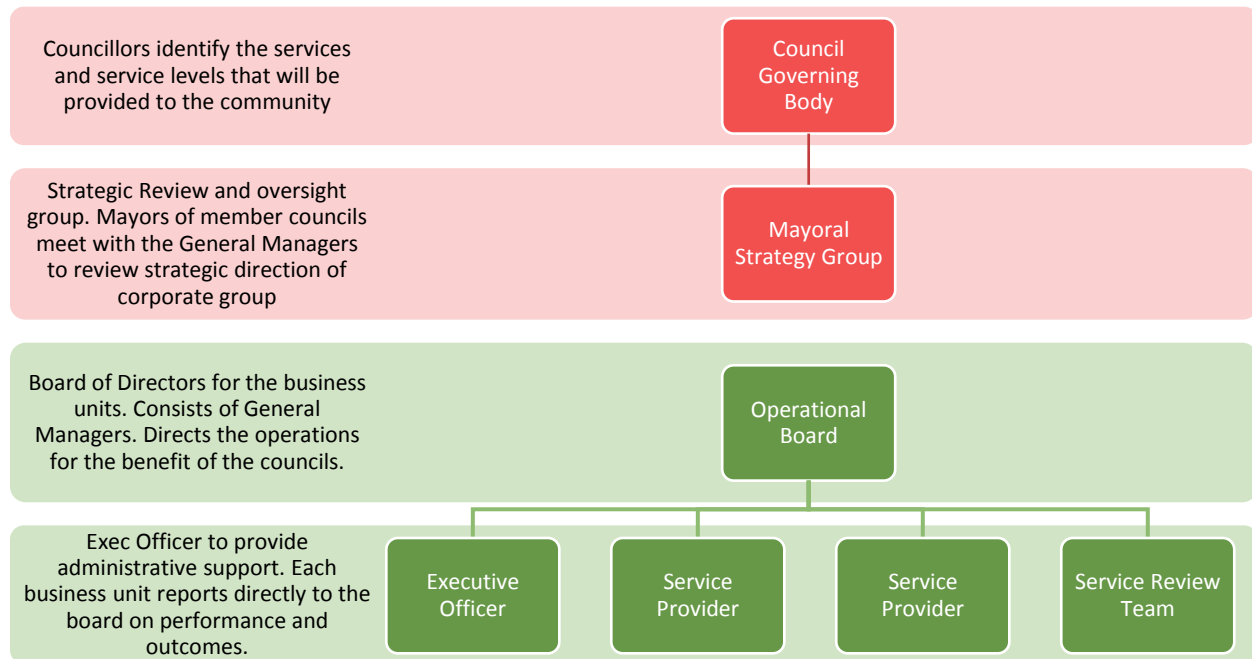 Councillors identify the services
and service levels that will be
provided to the community
Council
Governing
Body
Strategic Review and oversight
group. Mayors of member councils
meet with the General Managers
to review strategic direction of
corporate group
Mayoral
Strategy Group
Board of Directors for the business
units. Consists of General
Managers. Directs the operations
for the benefit of the councils.
Operational
Board
Exec Officer to provide
administrative support. Each
business unit reports directly to the
board on performance and
outcomes.
Executive
Officer
Service
Provider
Service
Provider
Service Review
Team